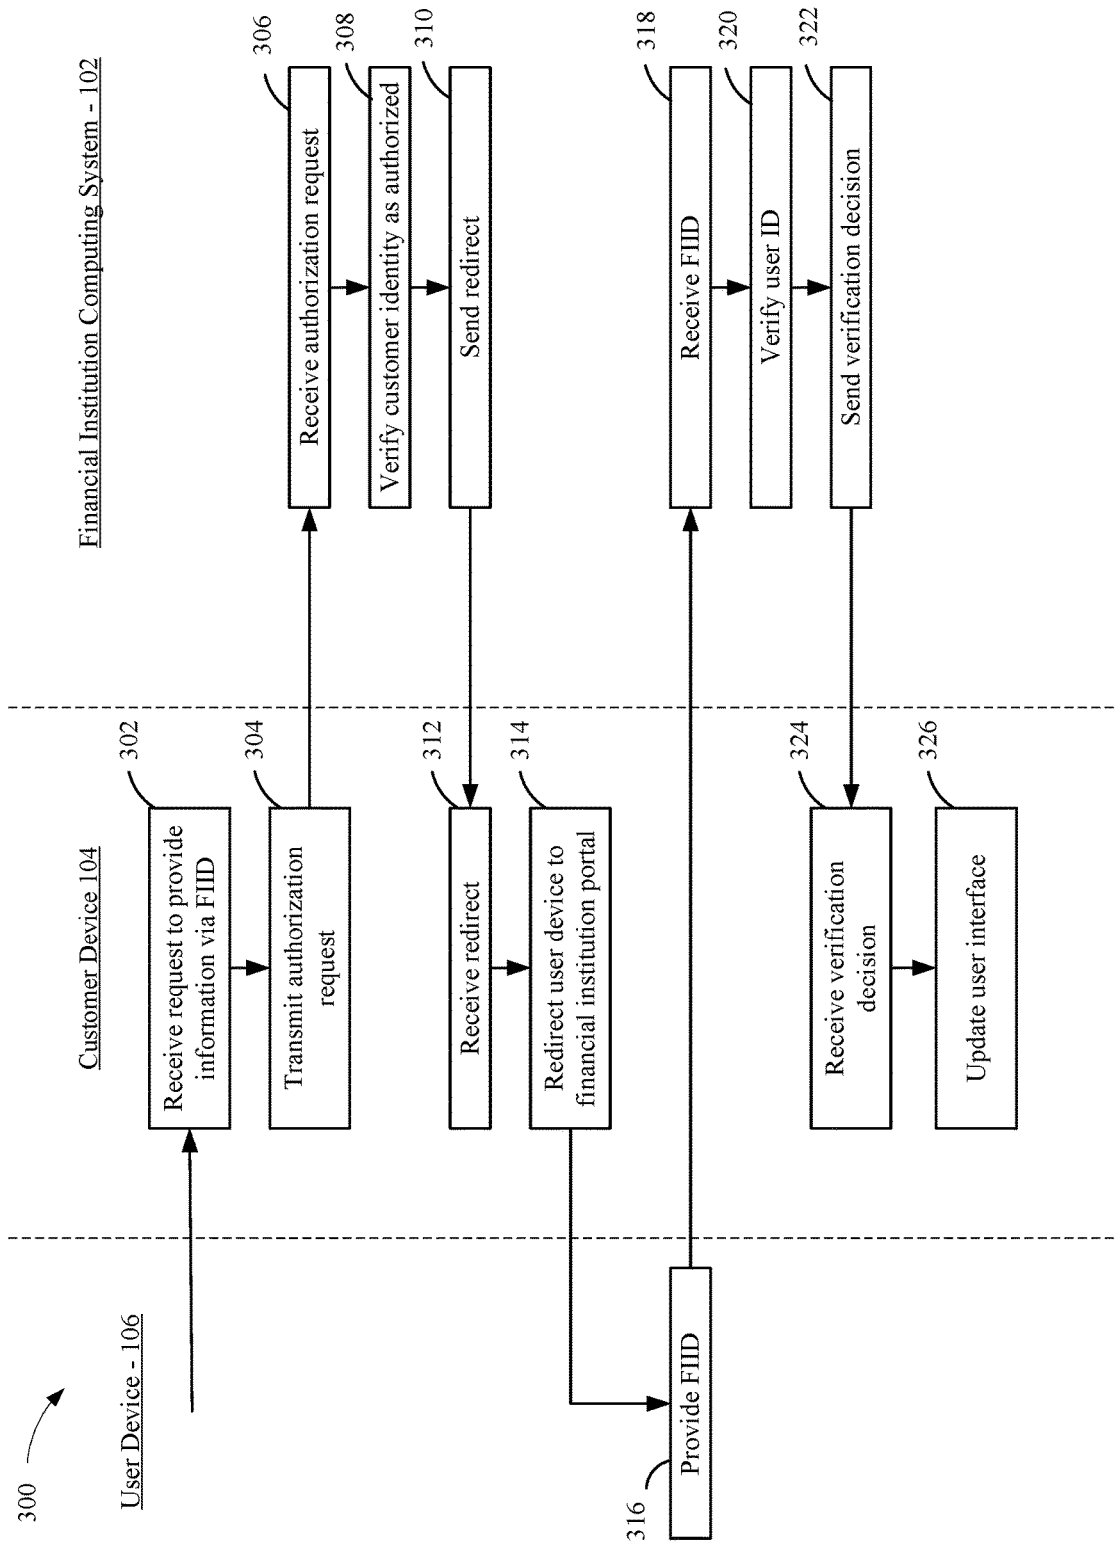 300
User Device - 106
Customer Device 104
Financial Institution Computing System - 102
302
Receive request to provide
information via FIID
304
Transmit authorization
request
306
Receive authorization request
308
Verify customer identity as authorized
310
Send redirect
312
Receive redirect
314
Redirect user device to
financial institution portal
316
Provide FIID
318
Receive FIID
320
Verify user ID
322
Send verification decision
324
Receive verification
decision
326
Update user interface